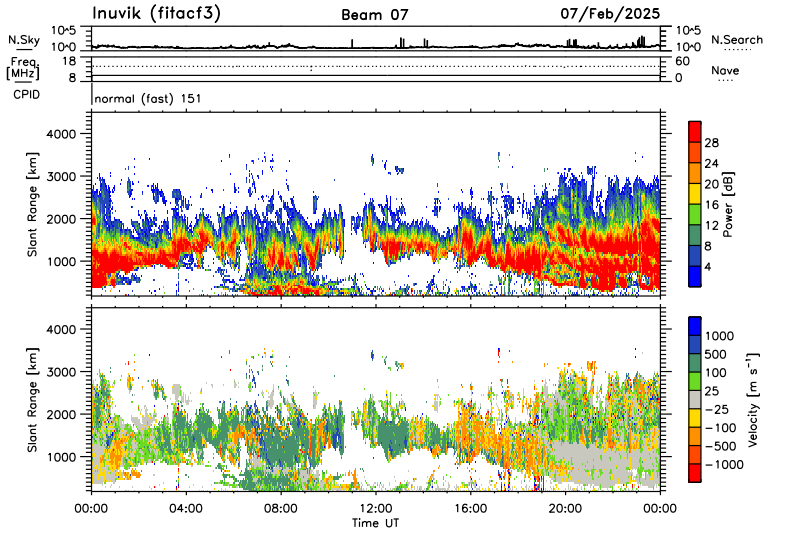 Inuvik (fitacf3) Beam 07 07/Feb/2025
N.Sky 10^5 10^0 10^5 10^0 N.Search
Freq. [MHz] 18 8 60 0 Nave
CPID normal (fast) 151
Slant Range [km] 4000 3000 2000 1000
Power [dB] 28 24 20 16 12 8 4
Slant Range [km] 4000 3000 2000 1000
Velocity [m s⁻¹] 1000 500 100 25 −25 −100 −500 −1000
00:00 04:00 08:00 12:00 16:00 20:00 00:00
Time UT